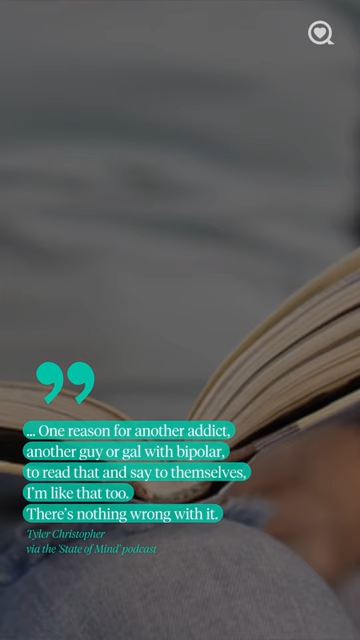 ”
... One reason for another addict,
another guy or gal with bipolar,
to read that and say to themselves,
I'm like that too.
There's nothing wrong with it.
Tyler Christopher
via the 'State of Mind' podcast